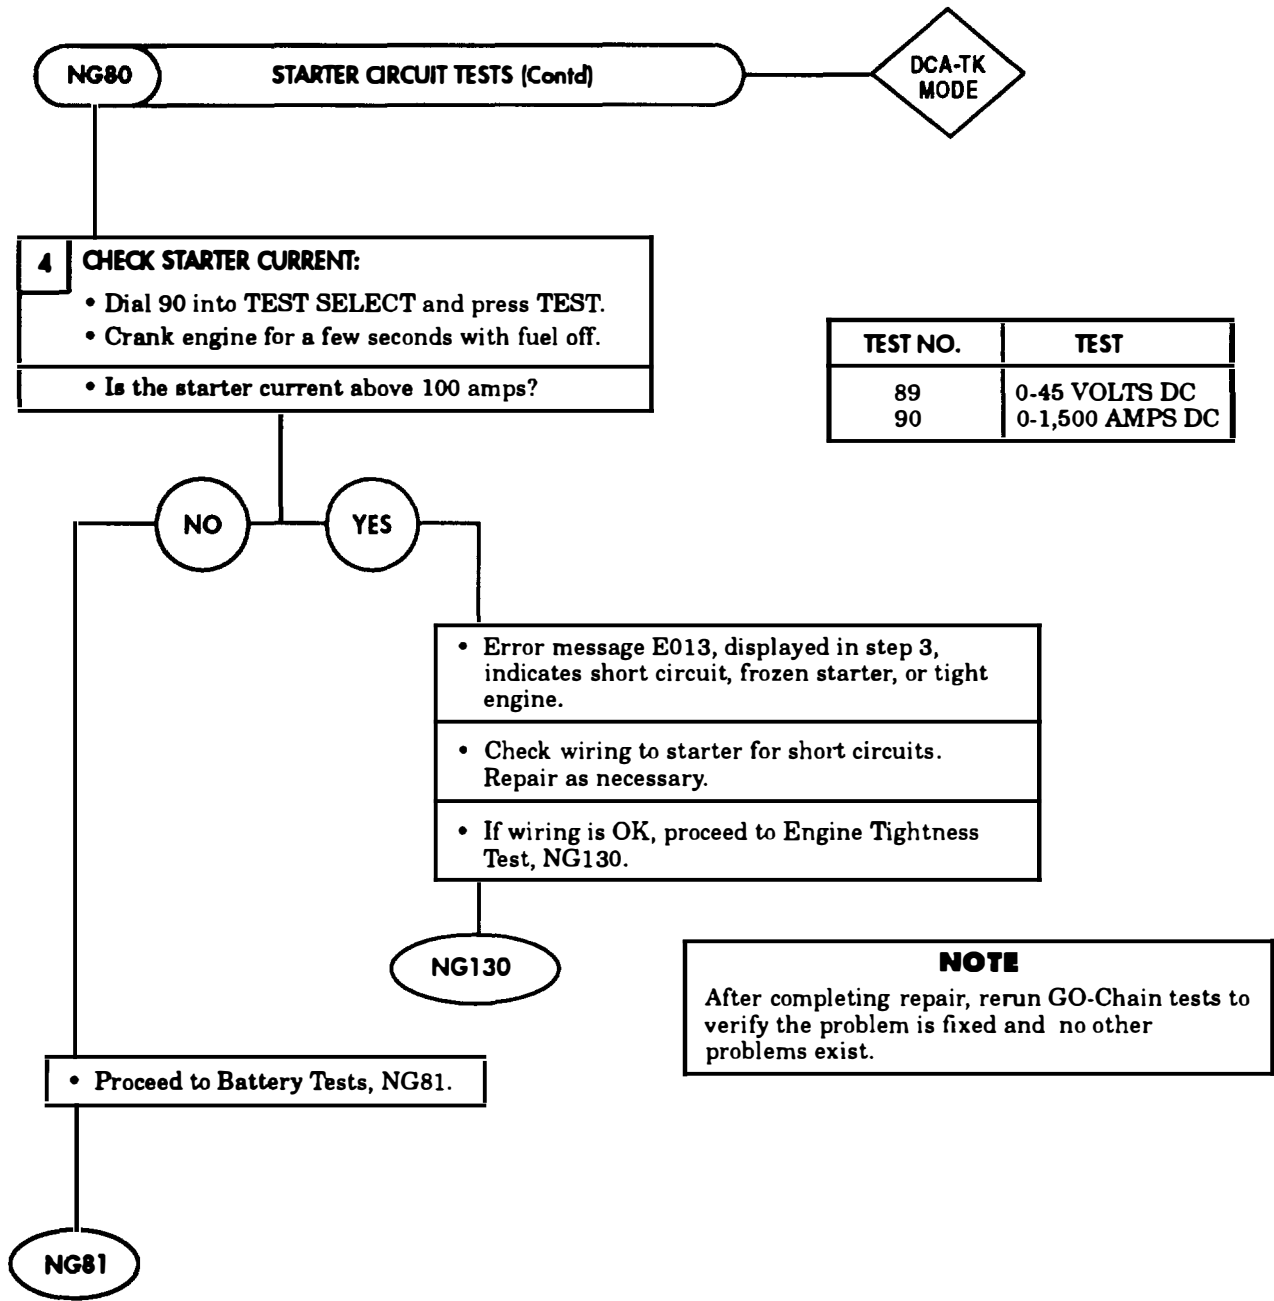 NG80
STARTER CIRCUIT TESTS (Contd)
DCA-TK
MODE
4
CHECK STARTER CURRENT:
• Dial 90 into TEST SELECT and press TEST.
• Crank engine for a few seconds with fuel off.
• Is the starter current above 100 amps?
TEST NO. TEST
89 0-45 VOLTS DC
90 0-1,500 AMPS DC
NO
YES
• Error message E013, displayed in step 3,
indicates short circuit, frozen starter, or tight
engine.
• Check wiring to starter for short circuits.
Repair as necessary.
• If wiring is OK, proceed to Engine Tightness
Test, NG130.
NG130
NOTE
After completing repair, rerun GO-Chain tests to
verify the problem is fixed and no other
problems exist.
• Proceed to Battery Tests, NG81.
NG81